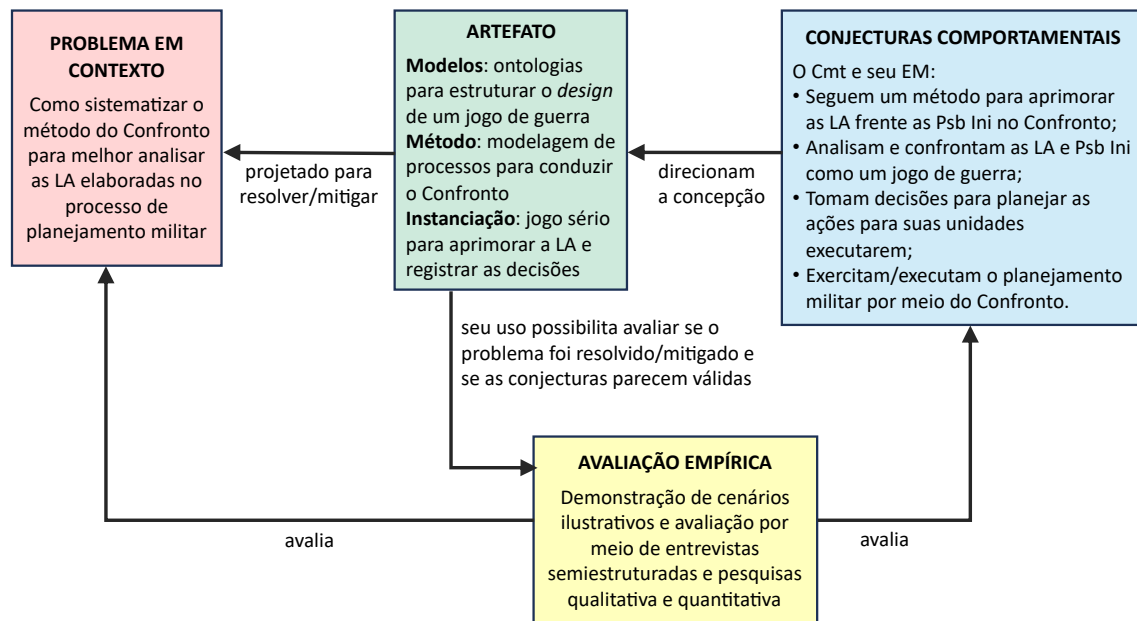 PROBLEMA EM
CONTEXTO
Como sistematizar o
método do Confronto
para melhor analisar
as LA elaboradas no
processo de
planejamento militar
projetado para
resolver/mitigar
ARTEFATO
Modelos: ontologias
para estruturar o design
de um jogo de guerra
Método: modelagem de
processos para conduzir
o Confronto
Instanciação: jogo sério
para aprimorar a LA e
registrar as decisões
direcionam
a concepção
CONJECTURAS COMPORTAMENTAIS
O Cmt e seu EM:
• Seguem um método para aprimorar
as LA frente as Psb Ini no Confronto;
• Analisam e confrontam as LA e Psb Ini
como um jogo de guerra;
• Tomam decisões para planejar as
ações para suas unidades
executarem;
• Exercitam/executam o planejamento
militar por meio do Confronto.
seu uso possibilita avaliar se o
problema foi resolvido/mitigado e
se as conjecturas parecem válidas
avalia
AVALIAÇÃO EMPÍRICA
Demonstração de cenários
ilustrativos e avaliação por
meio de entrevistas
semiestruturadas e pesquisas
qualitativa e quantitativa
avalia